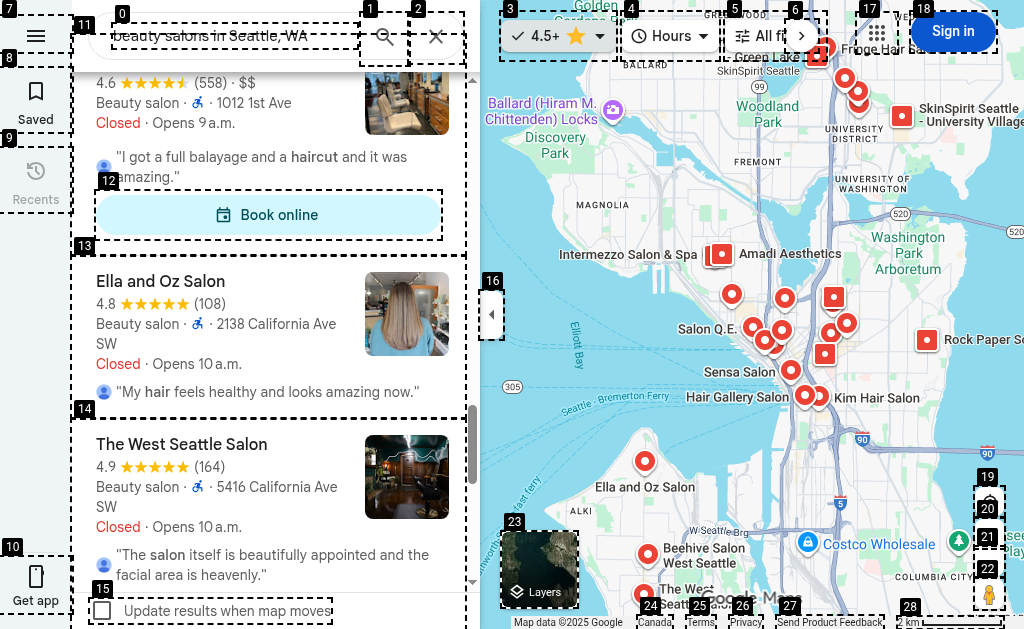 7
0
1
2
11
beauty salons in Seattle, WA
8
Saved
9
Recents
10
Get app
4.6 (558) · $$
Beauty salon · · 1012 1st Ave
Closed · Opens 9 a.m.
"I got a full balayage and a haircut and it was
amazing."
12
Book online
13
Ella and Oz Salon
4.8 (108)
Beauty salon · · 2138 California Ave
SW
Closed · Opens 10 a.m.
"My hair feels healthy and looks amazing now."
14
The West Seattle Salon
4.9 (164)
Beauty salon · · 5416 California Ave
SW
Closed · Opens 10 a.m.
"The salon itself is beautifully appointed and the
facial area is heavenly."
15
Update results when map moves
16
3
4
5
6
17
18
4.5+
Hours
All fi
Sign in
Golden
Gardens Park
GREENWOOD
BALLARD
Green Lake
SkinSpirit Seattle
Fringe Hair Sa
99
Ballard (Hiram M.
Chittenden) Locks
Discovery
Park
Woodland
Park
SkinSpirit Seattle
- University Village
UNIVERSITY
DISTRICT
FREMONT
UNIVERSITY OF
WASHINGTON
MAGNOLIA
520
520
Washington
Park
Arboretum
Intermezzo Salon & Spa
Amadi Aesthetics
Salon Q.E.
Elliott Bay
Rock Paper Sc
Sensa Salon
305
Seattle - Bremerton Ferry
Hair Gallery Salon
Kim Hair Salon
90
90
Ella and Oz Salon
ALKI
5
W Seattle Brg
Beehive Salon
West Seattle
Costco Wholesale
COLUMBIA CITY
The West
Google Maps
19
20
21
22
23
Layers
24
25
26
27
28
Map data ©2025 Google
Canada
Terms
Privacy
Send Product Feedback
2 km